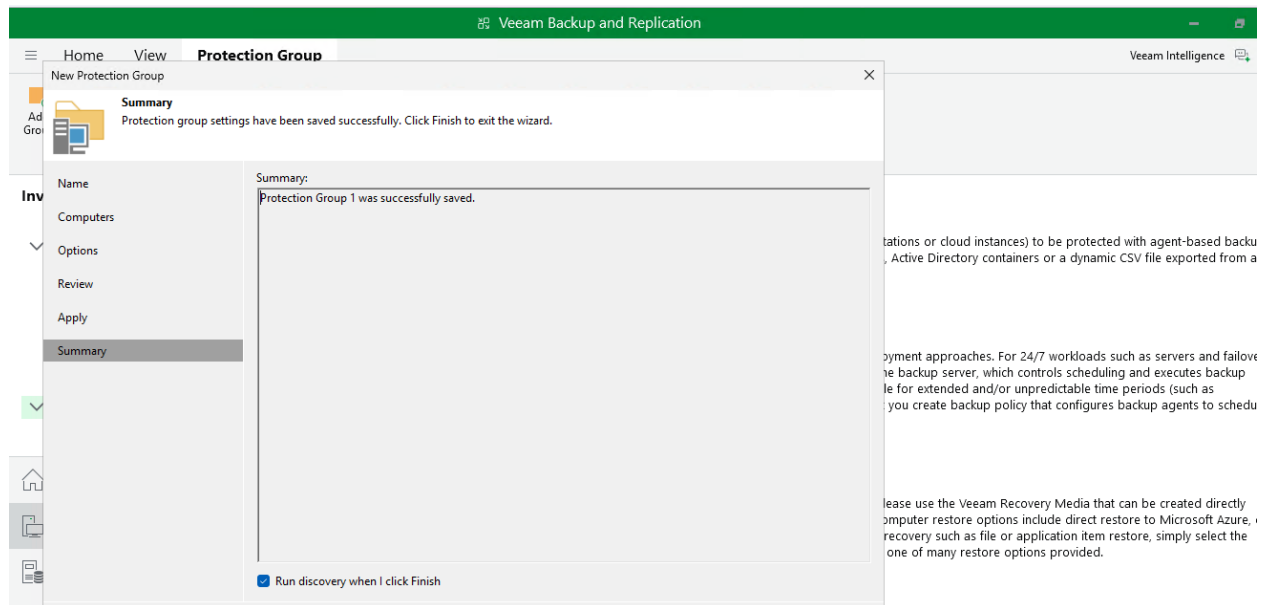 Veeam Backup and Replication
Home View Protection Group
Veeam Intelligence
New Protection Group
Summary
Protection group settings have been saved successfully. Click Finish to exit the wizard.
Ad
Gro
Inv
Name
Computers
Options
Review
Apply
Summary
Summary:
Protection Group 1 was successfully saved.
Run discovery when I click Finish
tations or cloud instances) to be protected with agent-based backu
, Active Directory containers or a dynamic CSV file exported from a
oyment approaches. For 24/7 workloads such as servers and failove
he backup server, which controls scheduling and executes backup
le for extended and/or unpredictable time periods (such as
you create backup policy that configures backup agents to schedu
lease use the Veeam Recovery Media that can be created directly
omputer restore options include direct restore to Microsoft Azure,
recovery such as file or application item restore, simply select the
one of many restore options provided.